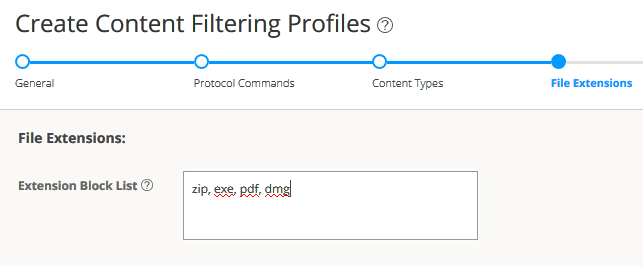 Create Content Filtering Profiles ?
General Protocol Commands Content Types File Extensions
File Extensions:
Extension Block List ? zip, exe, pdf, dmg